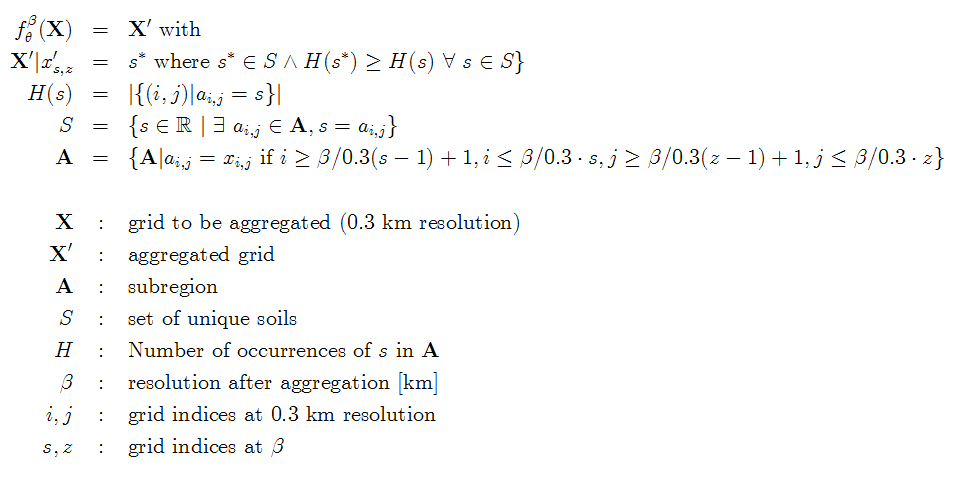 f_θ^β(X) = X′ with
X′|x′_{s,z} = s* where s* ∈ S ∧ H(s*) ≥ H(s) ∀ s ∈ S}
H(s) = |{(i, j)|a_{i,j} = s}|
S = {s ∈ ℝ | ∃ a_{i,j} ∈ A, s = a_{i,j}}
A = {A|a_{i,j} = x_{i,j} if i ≥ β/0.3(s − 1) + 1, i ≤ β/0.3 · s, j ≥ β/0.3(z − 1) + 1, j ≤ β/0.3 · z}
X : grid to be aggregated (0.3 km resolution)
X′ : aggregated grid
A : subregion
S : set of unique soils
H : Number of occurrences of s in A
β : resolution after aggregation [km]
i, j : grid indices at 0.3 km resolution
s, z : grid indices at β